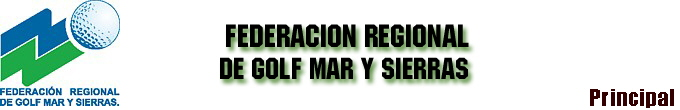 FEDERACIÓN REGIONAL
DE GOLF MAR Y SIERRAS.
FEDERACION REGIONAL
DE GOLF MAR Y SIERRAS
Principal